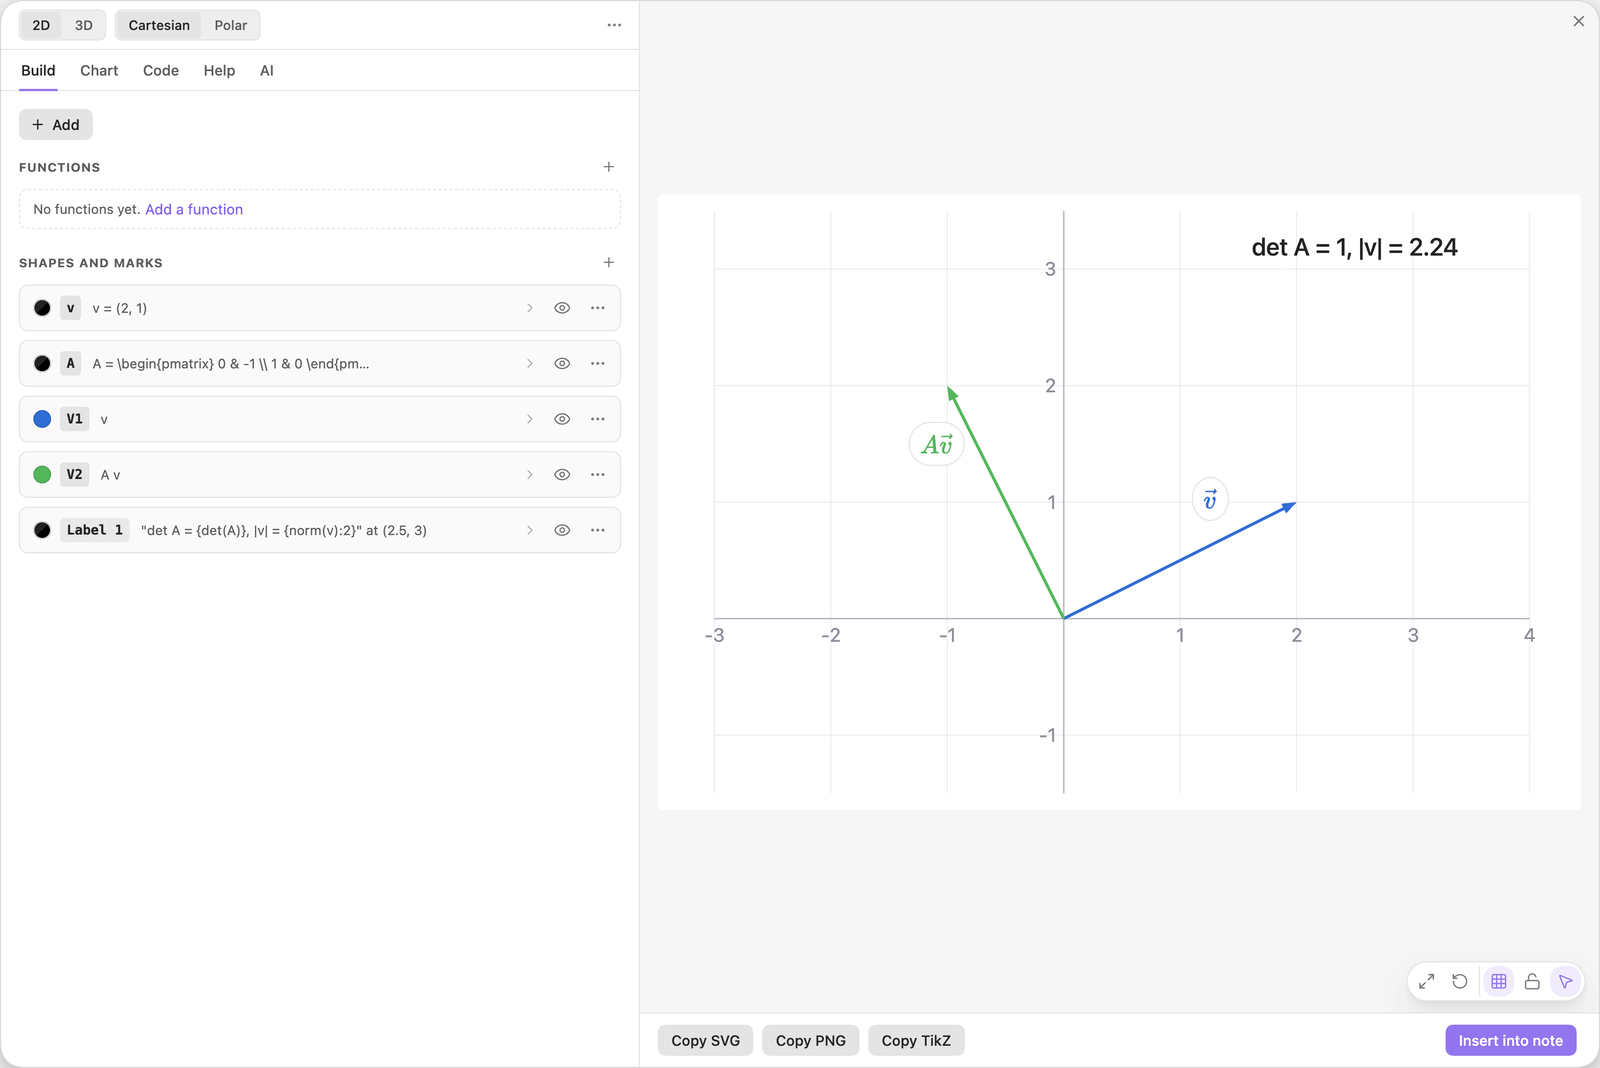 2D 3D Cartesian Polar
Build Chart Code Help AI
+ Add
FUNCTIONS
No functions yet. Add a function
SHAPES AND MARKS
v v = (2, 1)
A A = \begin{pmatrix} 0 & -1 \\ 1 & 0 \end{pm...
V1 v
V2 A v
Label 1 "det A = {det(A)}, |v| = {norm(v):2}" at (2.5, 3)
det A = 1, |v| = 2.24
3
2
Av⃗
1
v⃗
-3 -2 -1 1 2 3 4
-1
Copy SVG Copy PNG Copy TikZ Insert into note